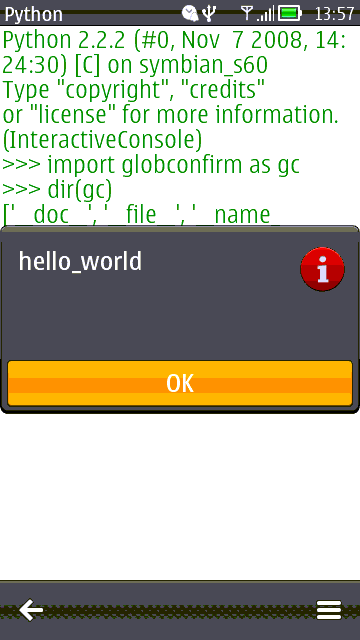 Python 13:57
Python 2.2.2 (#0, Nov  7 2008, 14:
24:30) [C] on symbian_s60
Type "copyright", "credits"
or "license" for more information.
(InteractiveConsole)
>>> import globconfirm as gc
>>> dir(gc)
['__doc__', '__file__', '__name_
hello_world
OK